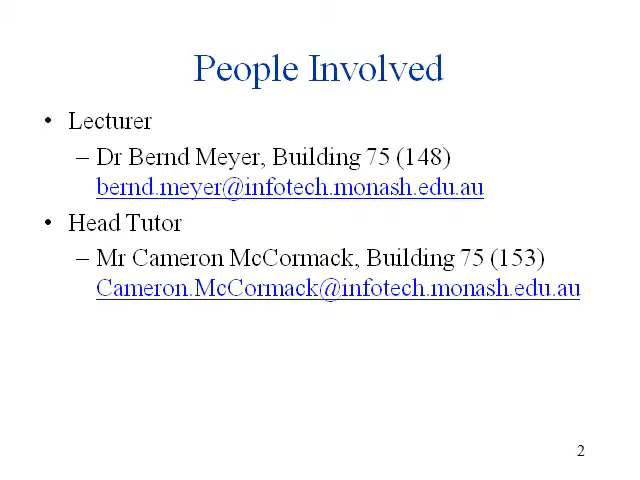 People Involved
• Lecturer
– Dr Bernd Meyer, Building 75 (148)
bernd.meyer@infotech.monash.edu.au
• Head Tutor
– Mr Cameron McCormack, Building 75 (153)
Cameron.McCormack@infotech.monash.edu.au
2